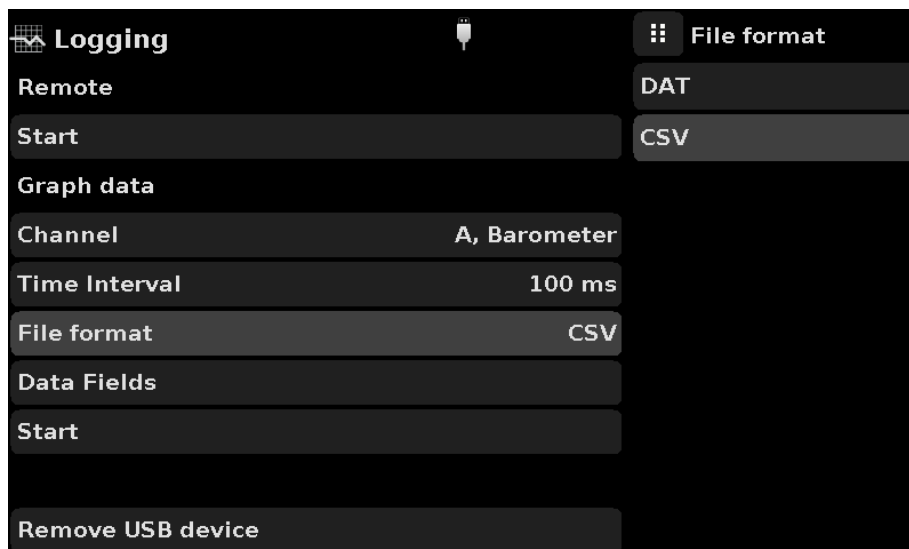 Logging
Remote
Start
Graph data
Channel A, Barometer
Time Interval 100 ms
File format CSV
Data Fields
Start
Remove USB device
File format
DAT
CSV